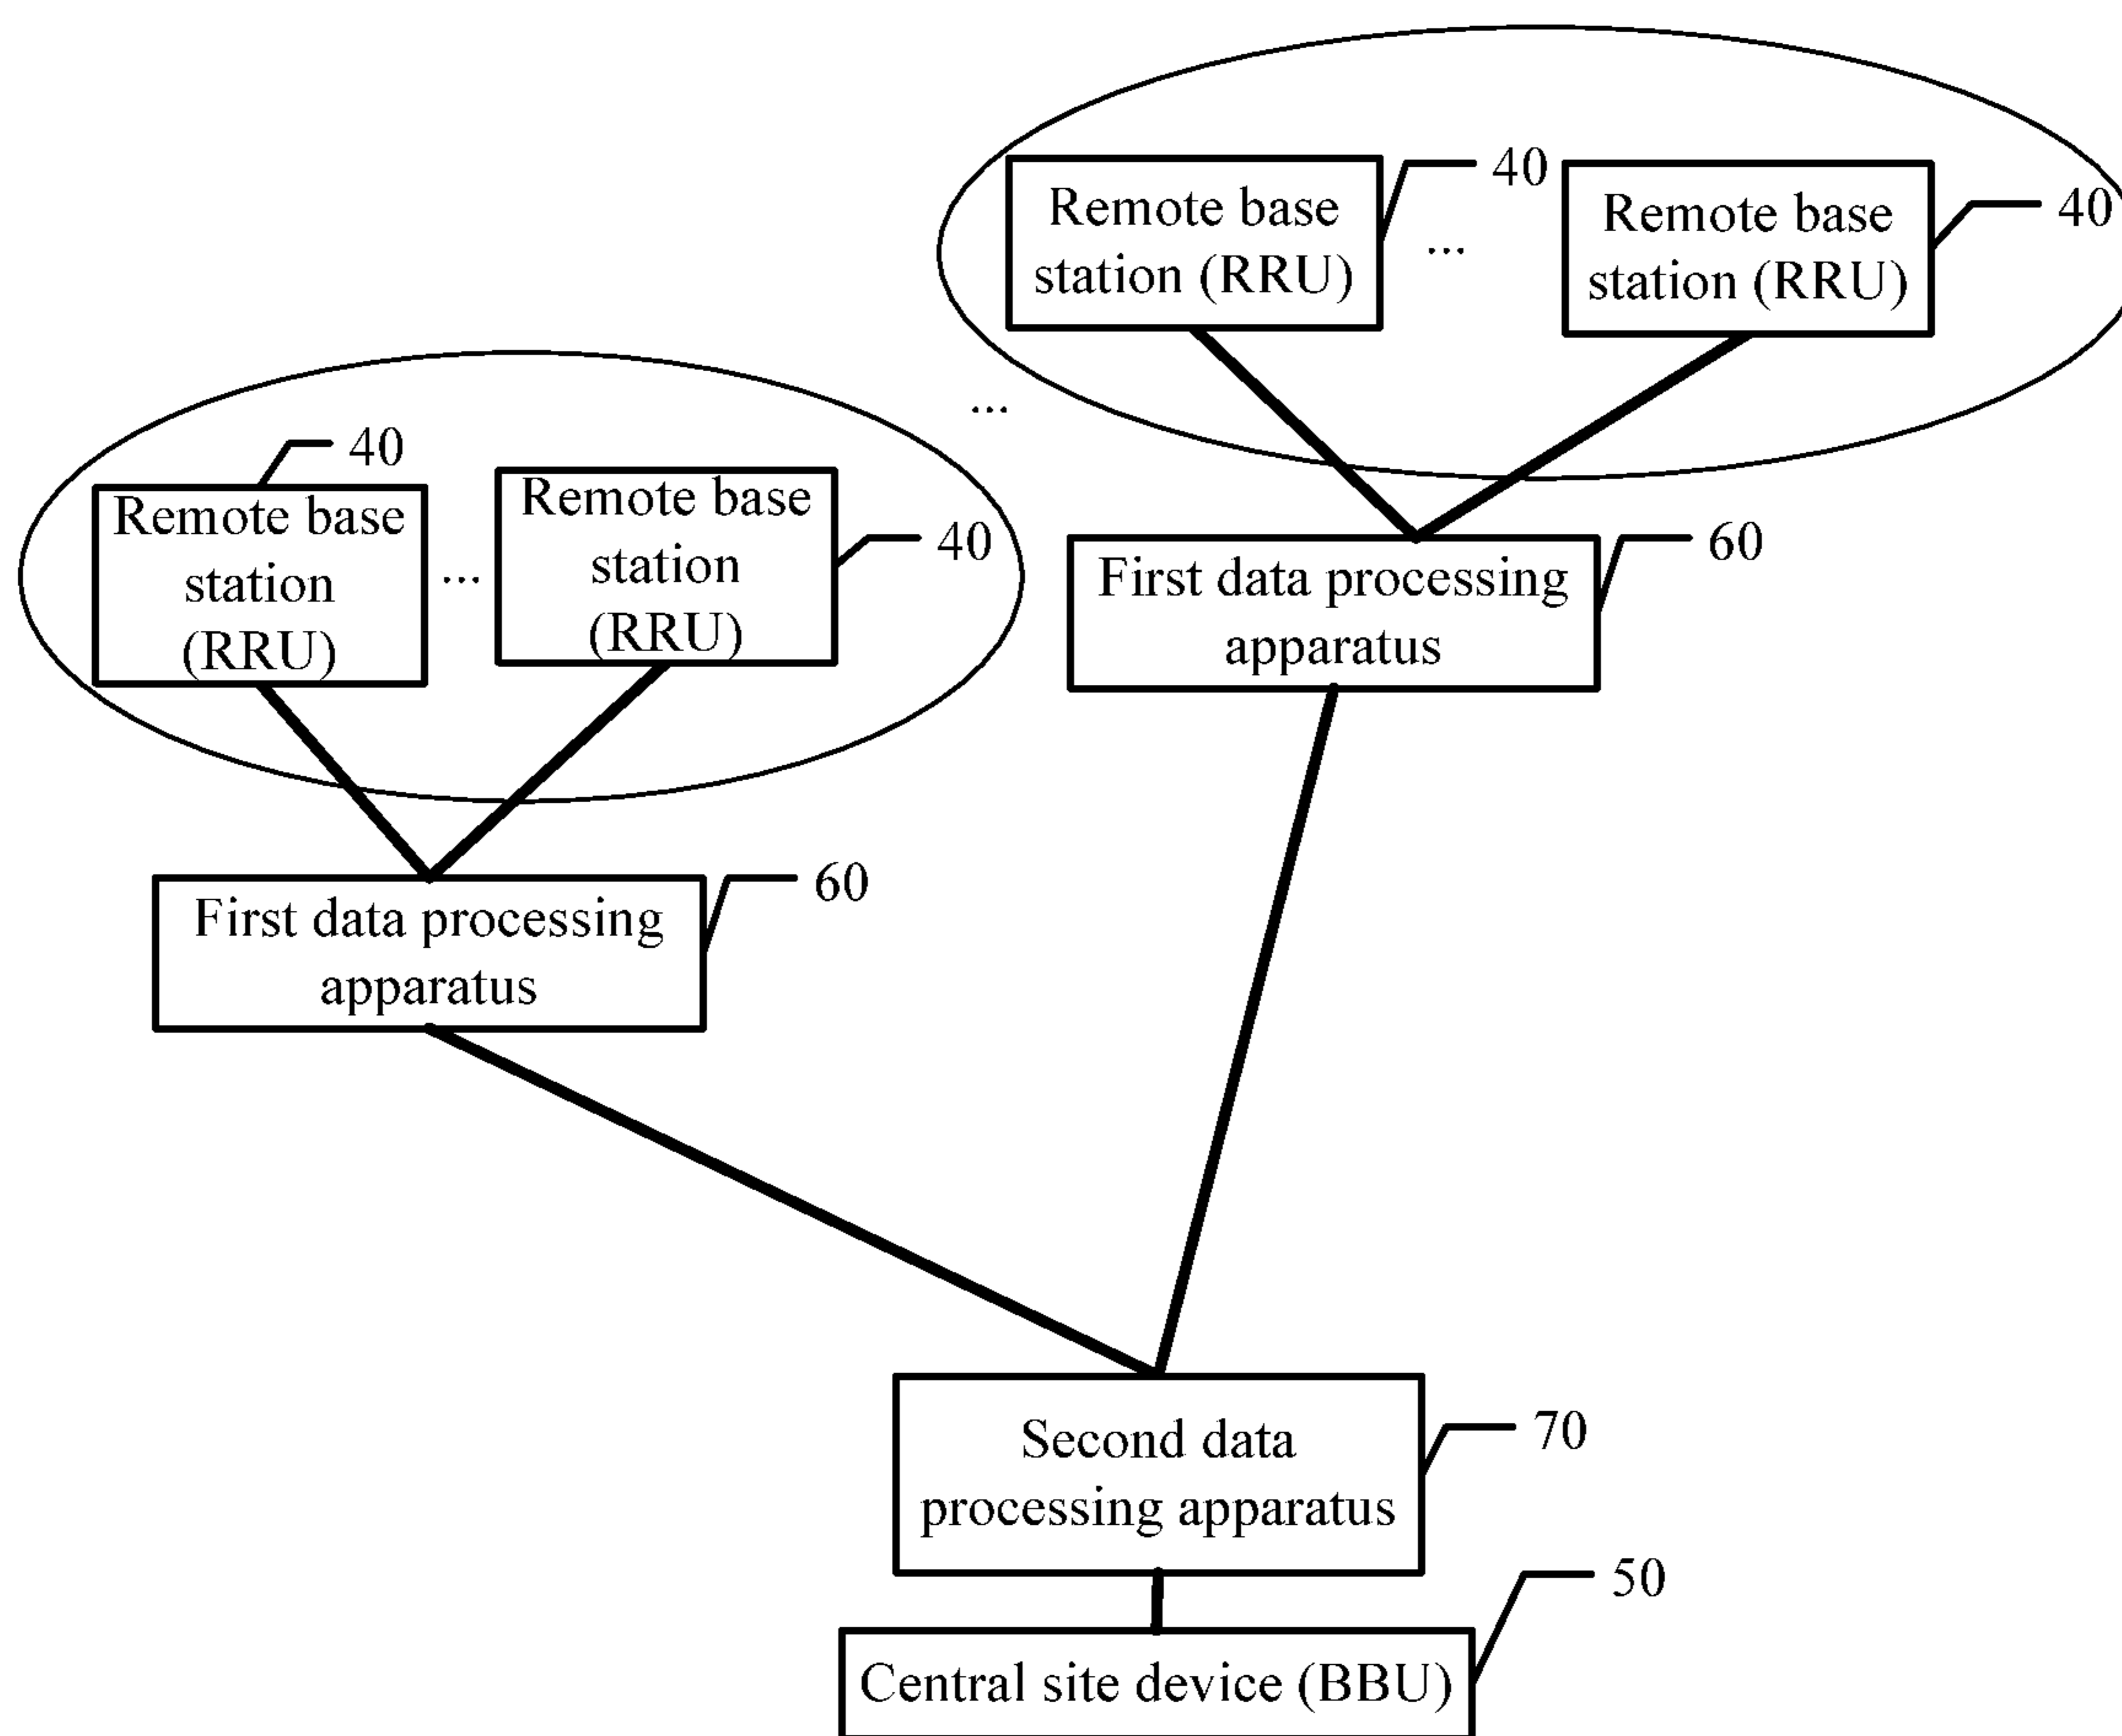 40
Remote base
station (RRU)
...
Remote base
station (RRU)
40
...
40
Remote base
station
(RRU)
...
Remote base
station
(RRU)
40
First data processing
apparatus
60
First data processing
apparatus
60
Second data
processing apparatus
70
Central site device (BBU)
50